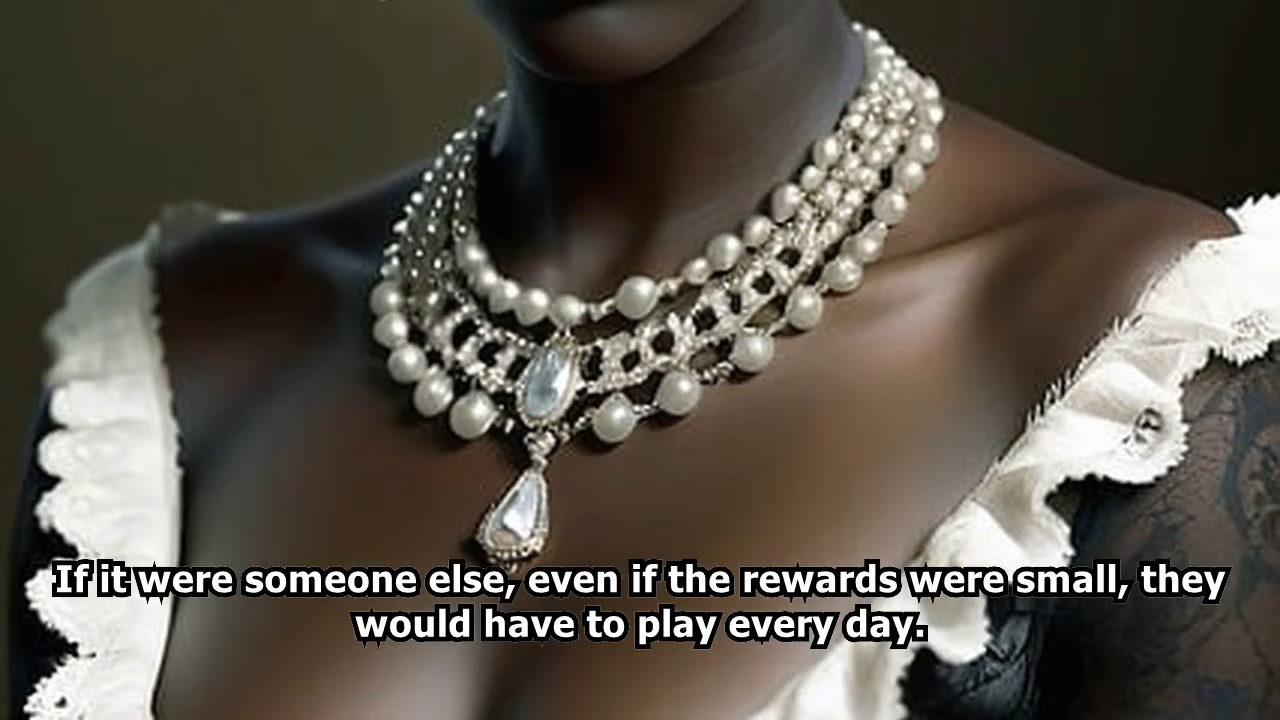 If it were someone else, even if the rewards were small, they
would have to play every day.